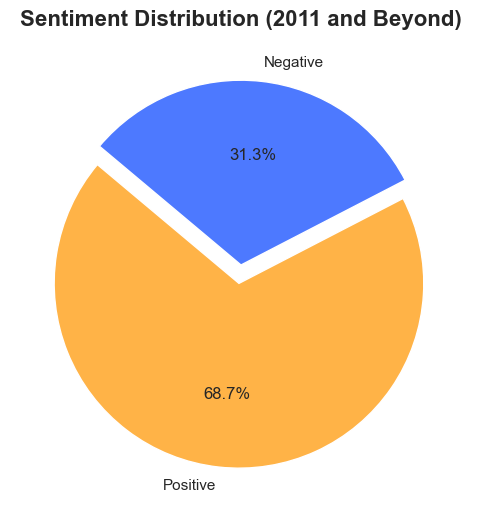 Sentiment Distribution (2011 and Beyond)
Negative
31.3%
68.7%
Positive